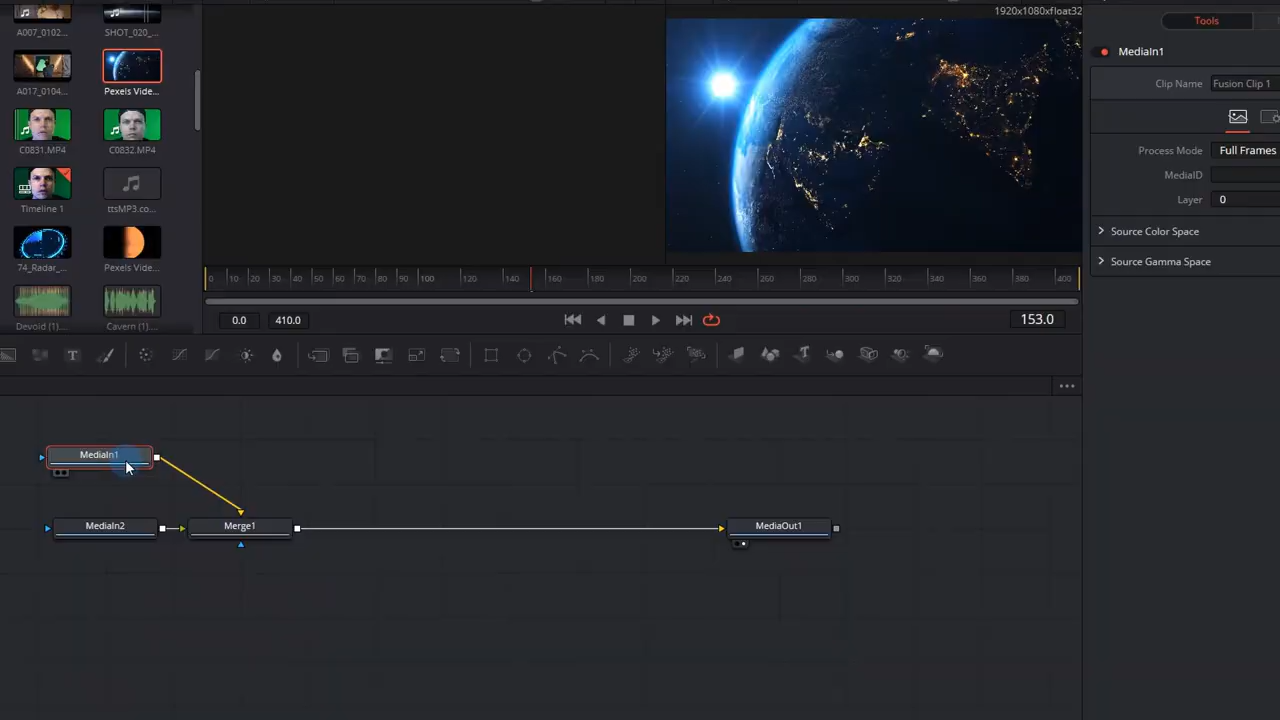 1920x1080xfloat32
A007_0102...
SHOT_020_...
A017_0104...
Pexels Vide...
C0831.MP4
C0832.MP4
Timeline 1
ttsMP3.co...
74_Radar_...
Pexels Vide...
Devoid (1)....
Cavern (1)....
Tools
MediaIn1
Clip Name
Fusion Clip 1
Process Mode
Full Frames
MediaID
Layer
0
Source Color Space
Source Gamma Space
0 10 20 30 40 50 60 70 80 90 100 120 140 160 180 200 220 240 260 280 300 320 340 360 380 400
0.0
410.0
153.0
MediaIn1
MediaIn2
Merge1
MediaOut1